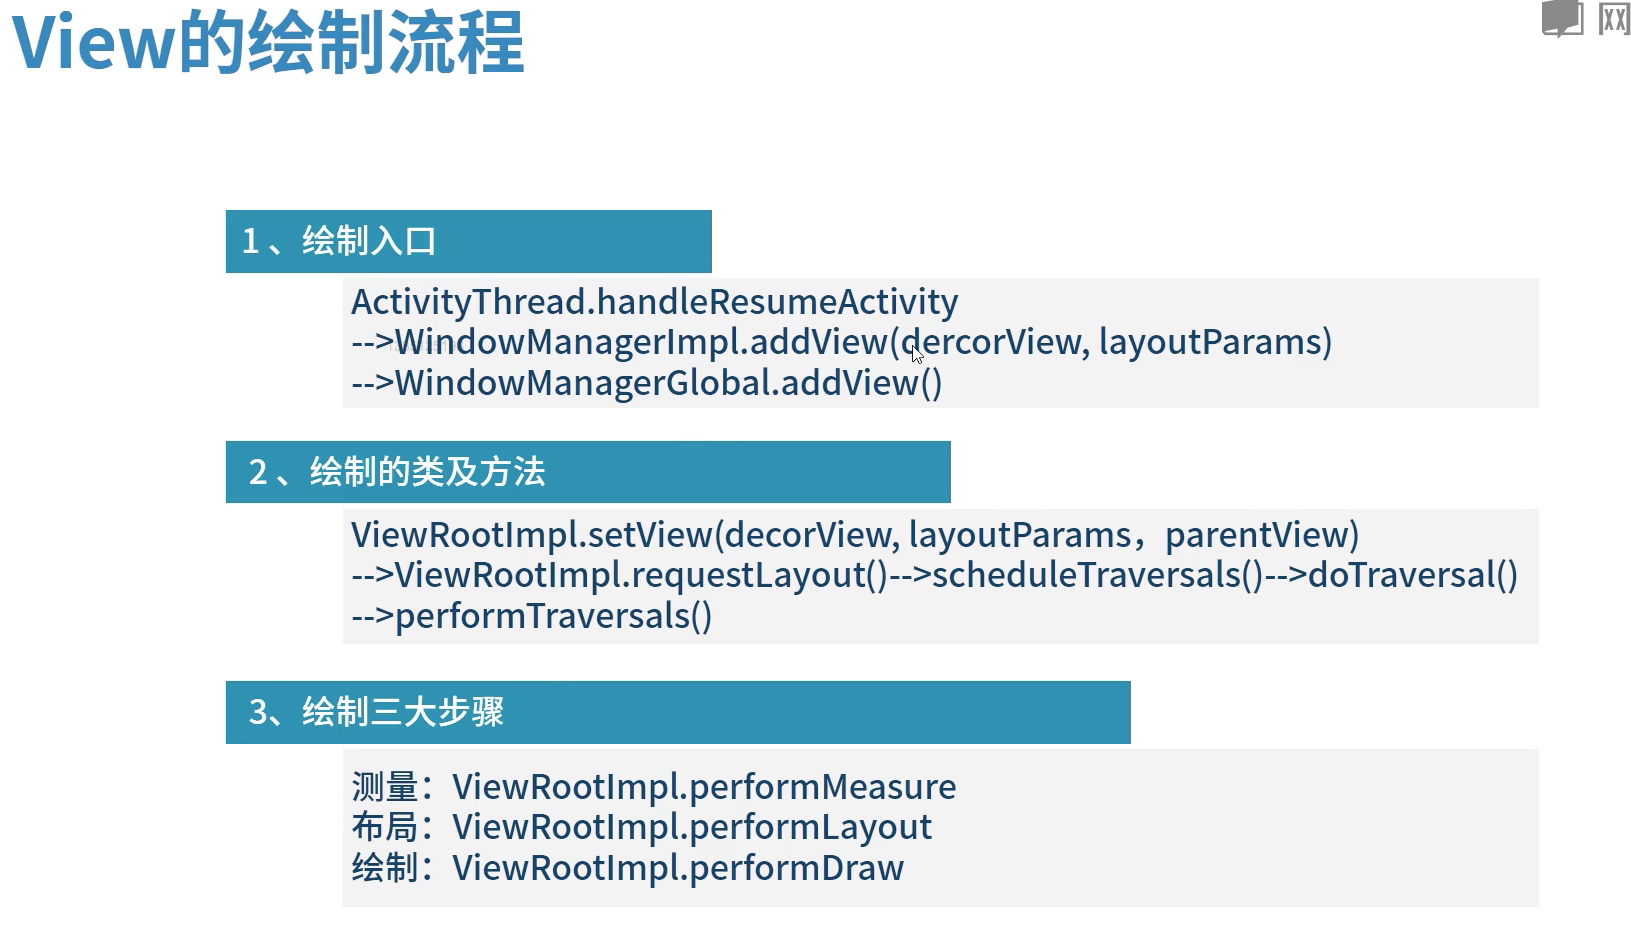 View的绘制流程
网
1、绘制入口
ActivityThread.handleResumeActivity
-->WindowManagerImpl.addView(dercorView, layoutParams)
-->WindowManagerGlobal.addView()
2、绘制的类及方法
ViewRootImpl.setView(decorView, layoutParams，parentView)
-->ViewRootImpl.requestLayout()-->scheduleTraversals()-->doTraversal()
-->performTraversals()
3、绘制三大步骤
测量：ViewRootImpl.performMeasure
布局：ViewRootImpl.performLayout
绘制：ViewRootImpl.performDraw